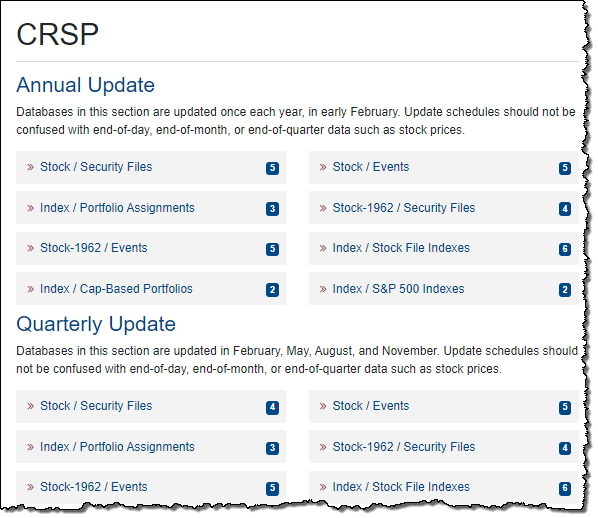 CRSP
Annual Update
Databases in this section are updated once each year, in early February. Update schedules should not be
confused with end-of-day, end-of-month, or end-of-quarter data such as stock prices.
» Stock / Security Files 5
» Stock / Events 5
» Index / Portfolio Assignments 3
» Stock-1962 / Security Files 4
» Stock-1962 / Events 5
» Index / Stock File Indexes 6
» Index / Cap-Based Portfolios 2
» Index / S&P 500 Indexes 2
Quarterly Update
Databases in this section are updated in February, May, August, and November. Update schedules should
not be confused with end-of-day, end-of-month, or end-of-quarter data such as stock prices.
» Stock / Security Files 4
» Stock / Events 5
» Index / Portfolio Assignments 3
» Stock-1962 / Security Files 4
» Stock-1962 / Events 5
» Index / Stock File Indexes 6